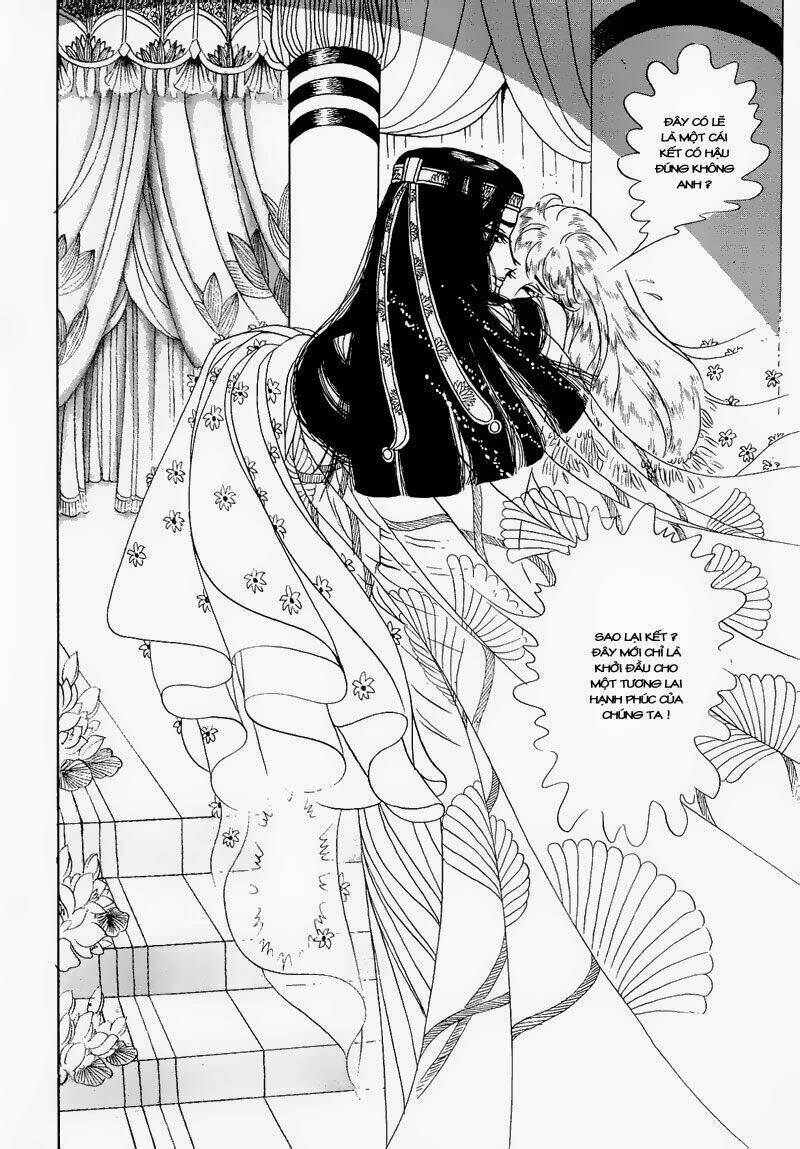 ĐÂY CÓ LẼ
LÀ MỘT CÁI
KẾT CÓ HẬU
ĐÚNG KHÔNG
ANH ?
SAO LẠI KẾT ?
ĐÂY MỚI CHỈ LÀ
KHỞI ĐẦU CHO
MỘT TƯƠNG LAI
HẠNH PHÚC CỦA
CHÚNG TA !